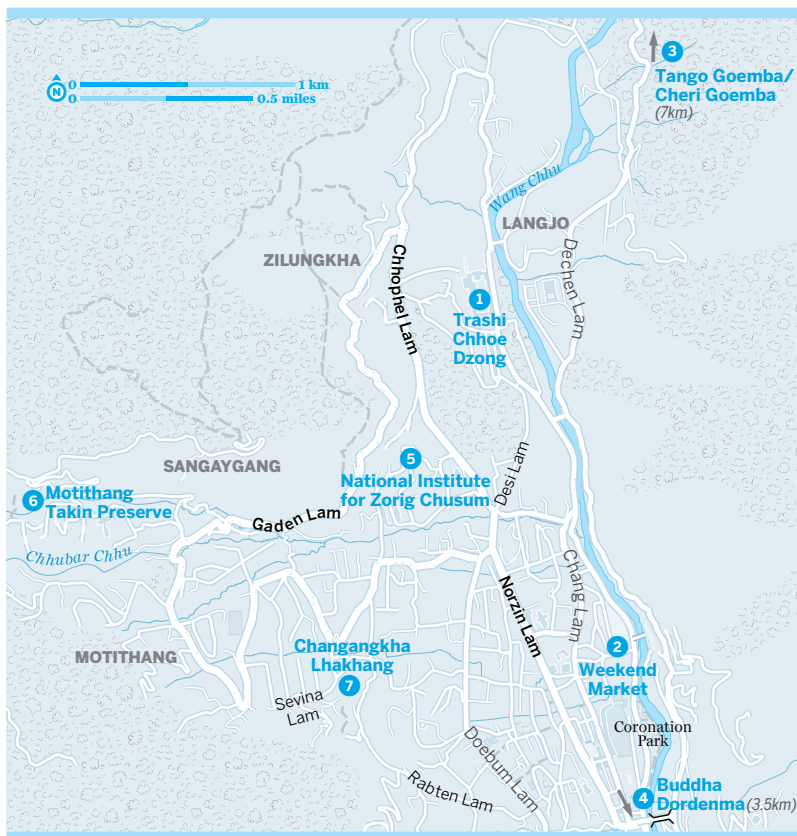 3
Tango Goemba/
Cheri Goemba
(7km)
N
0
1 km
0
0.5 miles
Wang Chhu
LANGJO
ZILUNGKHA
Chhophel Lam
Dechen Lam
1
Trashi
Chhoe
Dzong
5
National Institute
for Zorig Chusum
SANGAYGANG
Desi Lam
6
Motithang
Takin Preserve
Gaden Lam
Chhubar Chhu
Chang Lam
Norzin Lam
MOTITHANG
Changangkha
Lhakhang
7
2
Weekend
Market
Sevina
Lam
Coronation
Park
Doebum Lam
Rabten Lam
4
Buddha
Dordenma (3.5km)